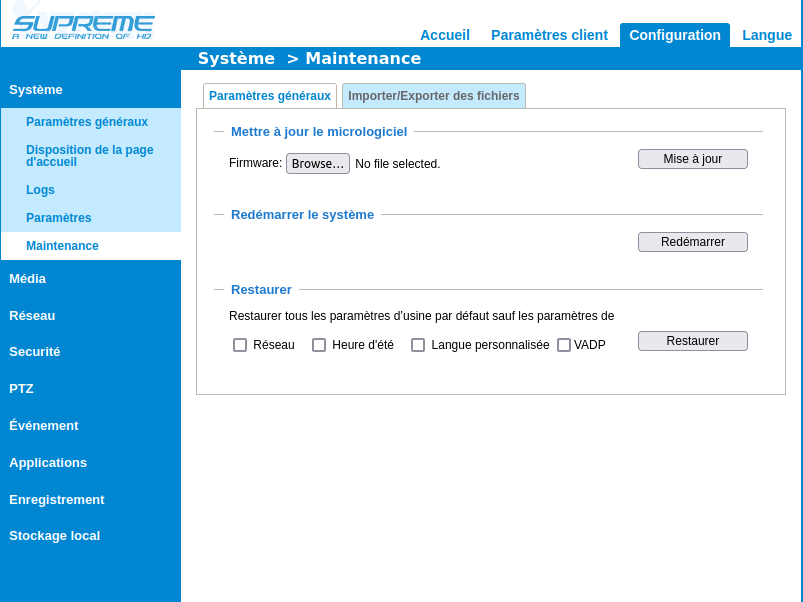 SUPREME
A NEW DEFINITION OF HD
Accueil Paramètres client Configuration Langue
Système > Maintenance
Système
Paramètres généraux
Disposition de la page
d'accueil
Logs
Paramètres
Maintenance
Média
Réseau
Securité
PTZ
Événement
Applications
Enregistrement
Stockage local
Paramètres généraux Importer/Exporter des fichiers
Mettre à jour le micrologiciel
Firmware: Browse... No file selected. Mise à jour
Redémarrer le système
Redémarrer
Restaurer
Restaurer tous les paramètres d'usine par défaut sauf les paramètres de
Réseau Heure d'été Langue personnalisée VADP Restaurer